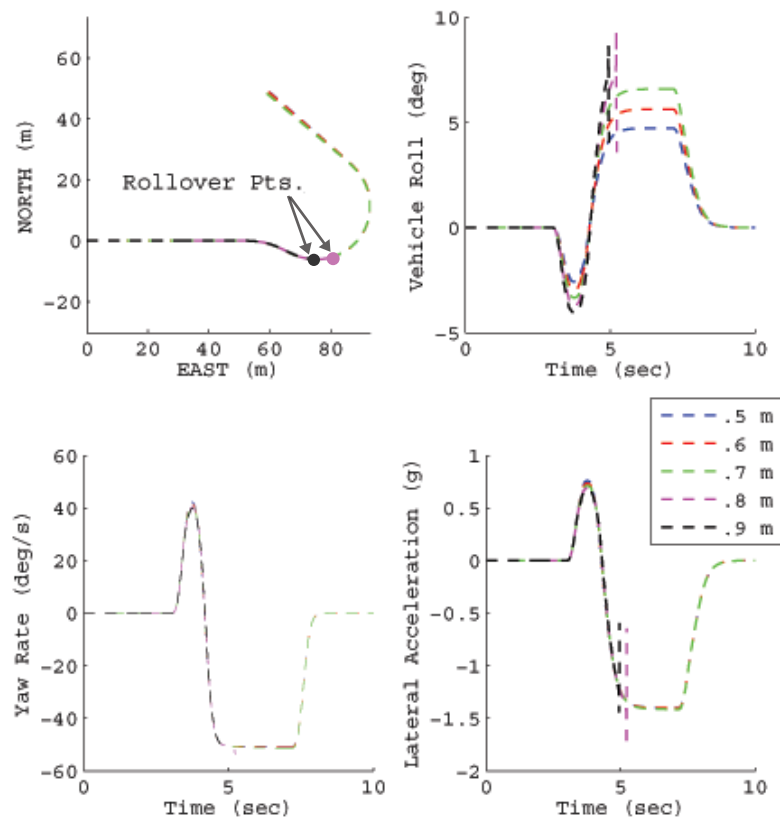 60
40
20
0
−20
0
20
40
60
80
NORTH (m)
EAST (m)
Rollover Pts.
10
5
0
−5
0
5
10
Vehicle Roll (deg)
Time (sec)
60
40
20
0
−20
−40
−60
0
5
10
Yaw Rate (deg/s)
Time (sec)
1
0.5
0
−0.5
−1
−1.5
−2
0
5
10
Lateral Acceleration (g)
Time (sec)
.5 m
.6 m
.7 m
.8 m
.9 m